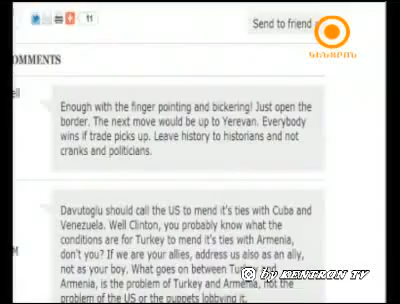 11
Send to friend
ԿԵՆՏՐՈՆ
OMMENTS
ell
Enough with the finger pointing and bickering! Just open the
border. The next move would be up to Yerevan. Everybody
wins if trade picks up. Leave history to historians and not
cranks and politicians.
Davutoglu should call the US to mend it's ties with Cuba and
Venezuela. Well Clinton, you probably know what the
conditions are for Turkey to mend it's ties with Armenia,
don't you? If we are your allies, address us also as an ally,
not as your boy. What goes on between Turkey and
M
Armenia, is the problem of Turkey and Armenia, not the
problem of the US or the puppets lobbying it.
by KENTRON TV